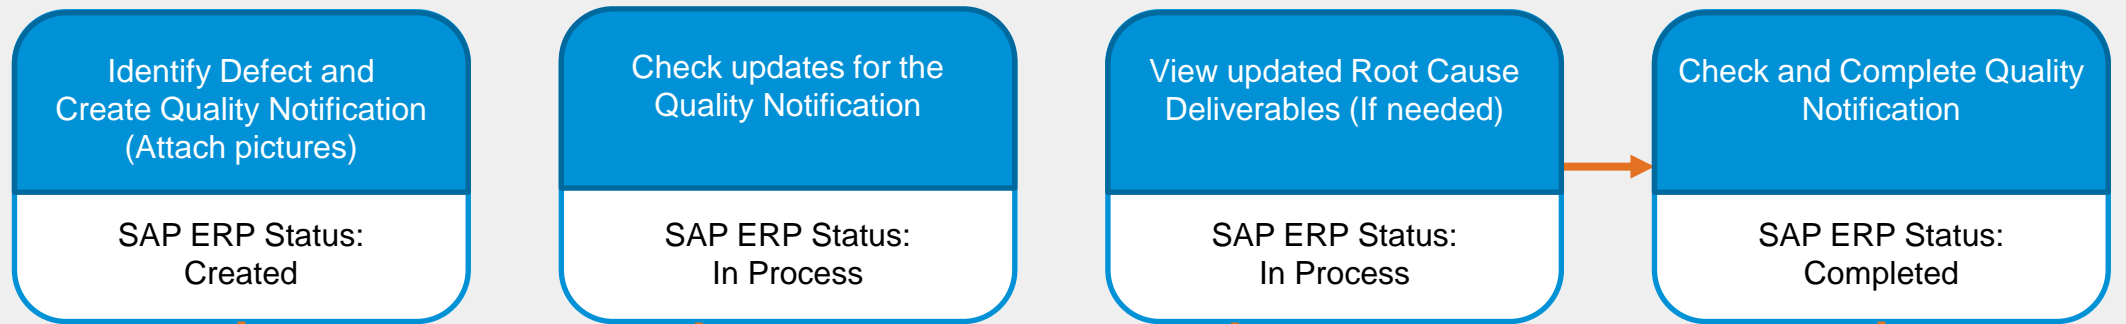 Identify Defect and
Create Quality Notification
(Attach pictures)
SAP ERP Status:
Created
Check updates for the
Quality Notification
SAP ERP Status:
In Process
View updated Root Cause
Deliverables (If needed)
SAP ERP Status:
In Process
Check and Complete Quality
Notification
SAP ERP Status:
Completed